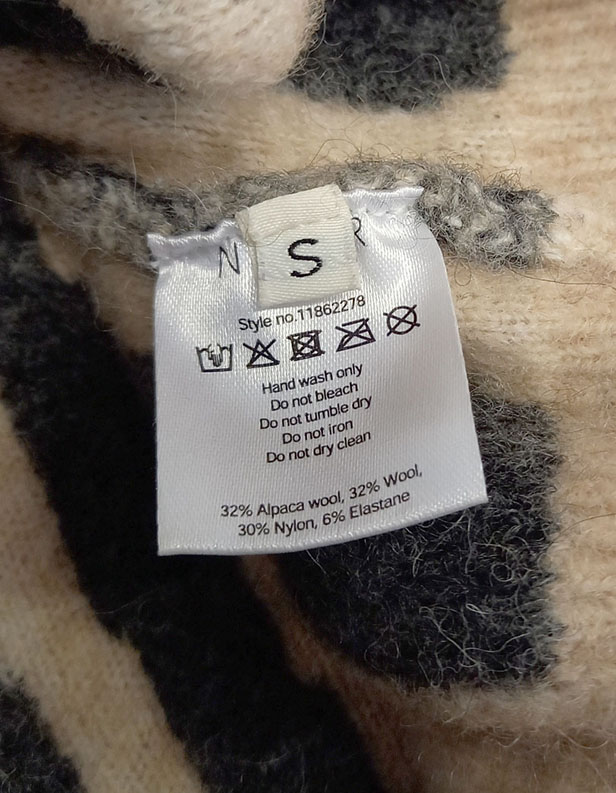 N R
S
Style no.11862278
Hand wash only
Do not bleach
Do not tumble dry
Do not iron
Do not dry clean
32% Alpaca wool, 32% Wool,
30% Nylon, 6% Elastane